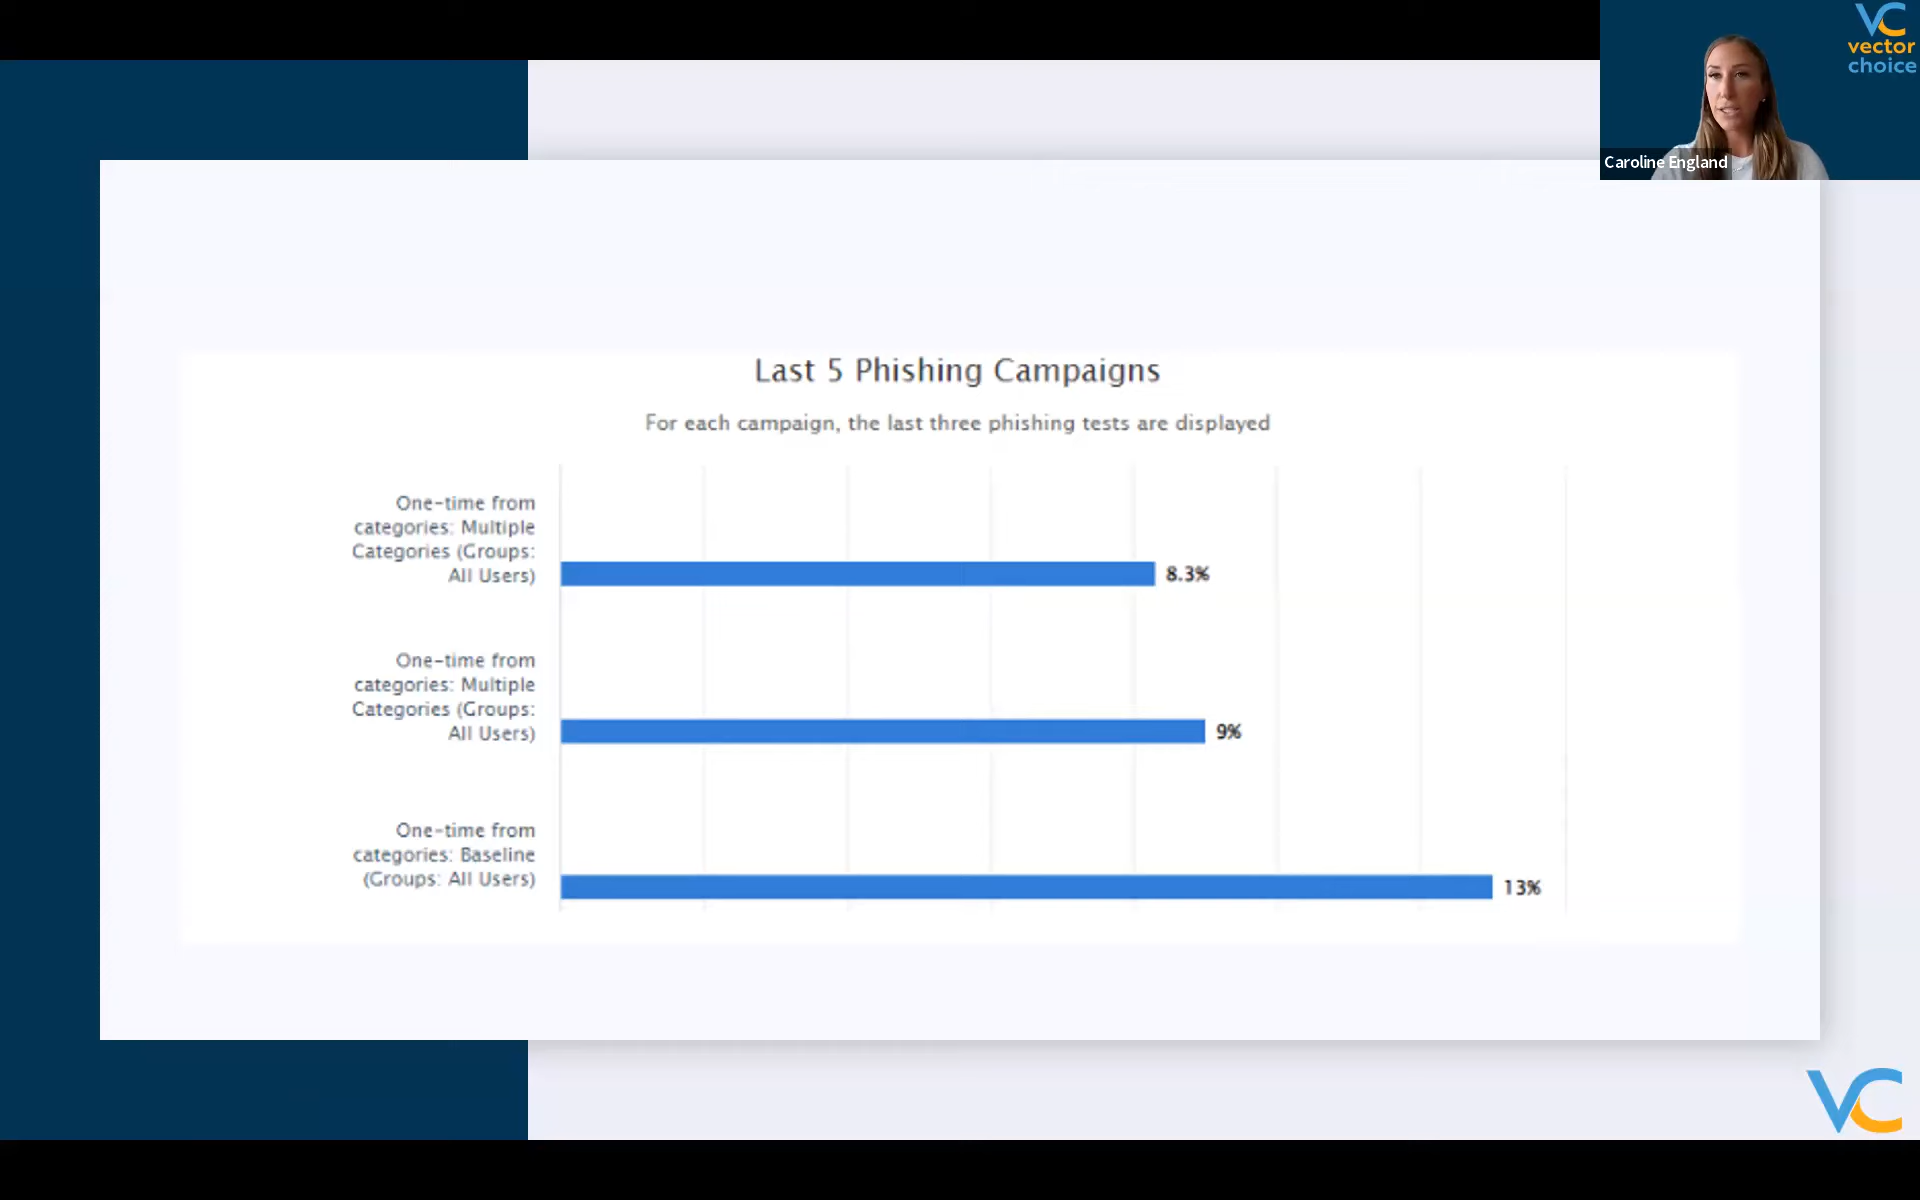 VC
vector
choice
Caroline England
Last 5 Phishing Campaigns
For each campaign, the last three phishing tests are displayed
One-time from
categories: Multiple
Categories (Groups:
All Users)
8.3%
One-time from
categories: Multiple
Categories (Groups:
All Users)
9%
One-time from
categories: Baseline
(Groups: All Users)
13%
VC